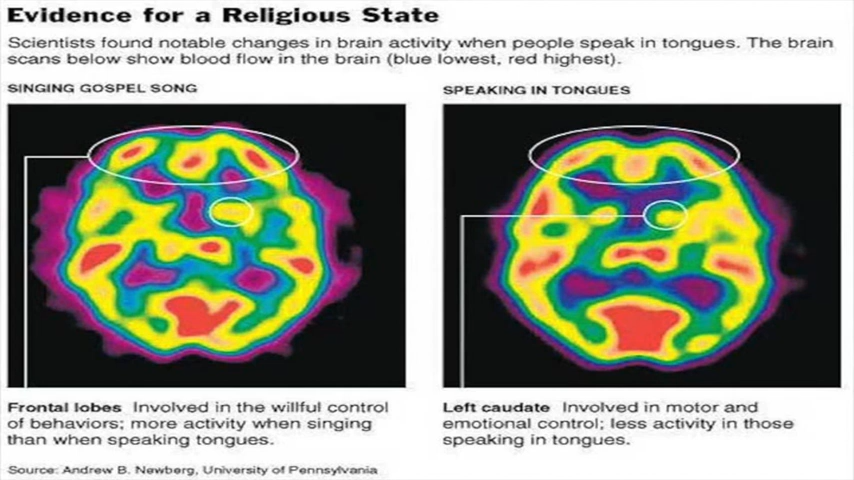 Evidence for a Religious State
Scientists found notable changes in brain activity when people speak in tongues. The brain
scans below show blood flow in the brain (blue lowest, red highest).
SINGING GOSPEL SONG
SPEAKING IN TONGUES
Frontal lobes Involved in the willful control
of behaviors; more activity when singing
than when speaking tongues.
Left caudate Involved in motor and
emotional control; less activity in those
speaking in tongues.
Source: Andrew B. Newberg, University of Pennsylvania